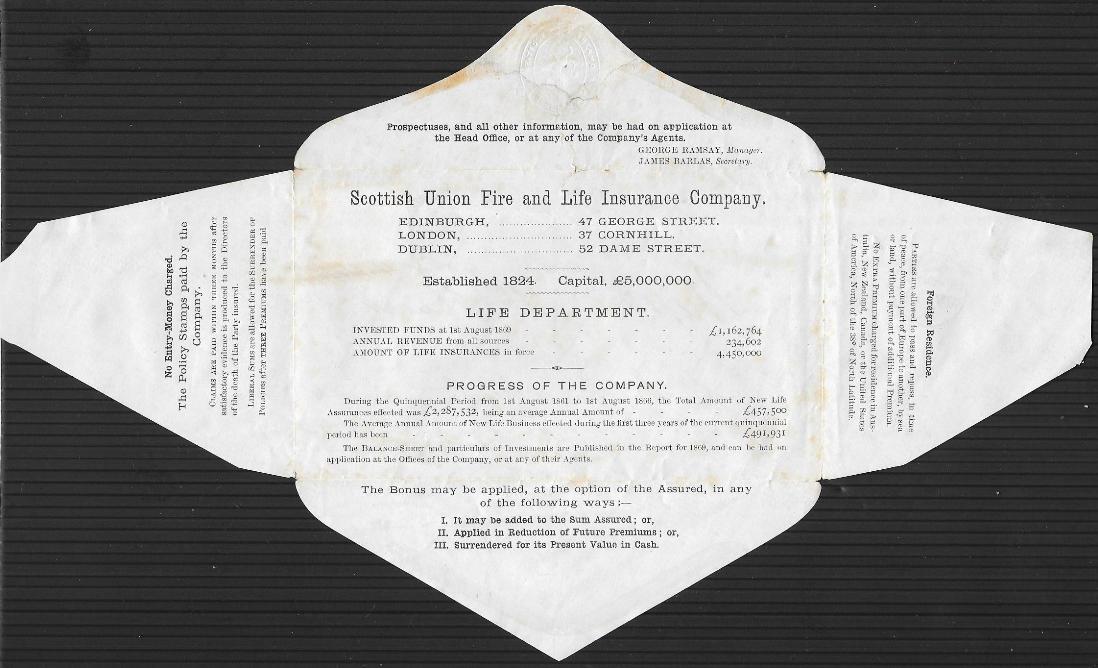 Prospectuses, and all other information, may be had on application at
the Head Office, or at any of the Company's Agents.
GEORGE RAMSAY, Manager.
JAMES BARLAS, Secretary.
Scottish Union Fire and Life Insurance Company.
EDINBURGH, .................... 47 GEORGE STREET.
LONDON, .......................... 37 CORNHILL.
DUBLIN, .......................... 52 DAME STREET.
Established 1824. Capital, £5,000,000
LIFE DEPARTMENT.
INVESTED FUNDS at 1st August 1869 - - - - - - £1,162,764
ANNUAL REVENUE from all sources - - - - - - 234,602
AMOUNT OF LIFE INSURANCES in force - - - - - 4,450,000
PROGRESS OF THE COMPANY.
During the Quinquennial Period from 1st August 1861 to 1st August 1866, the Total Amount of New Life
Assurances effected was £2,287,532, being an average Annual Amount of - - - - £457,500
The Average Annual Amount of New Life Business effected during the first three years of the current quinquennial
period has been - - - - - - - - - - £491,931
The BALANCE-SHEET and particulars of Investments are Published in the Report for 1869, and can be had on
application at the Offices of the Company, or at any of their Agents.
The Bonus may be applied, at the option of the Assured, in any
of the following ways :—
I. It may be added to the Sum Assured; or,
II. Applied in Reduction of Future Premiums; or,
III. Surrendered for its Present Value in Cash.
No Entry-Money Charged.
The Policy Stamps paid by the
Company.
CLAIMS ARE PAID WITHIN THREE MONTHS after
satisfactory evidence is produced to the Directors
of the death of the Party insured.
LIBERAL SUMS are allowed for the SURRENDER OF
POLICIES after THREE PREMIUMS have been paid
Foreign Residence.
PARTIES are allowed to pass and repass, in time
of peace, from one part of Europe to another, by sea
or land, without payment of additional Premium.
No EXTRA PREMIUM charged for residence in Aus-
tralia, New Zealand, Canada, or the United States
of America, North of the 38° of North Latitude.